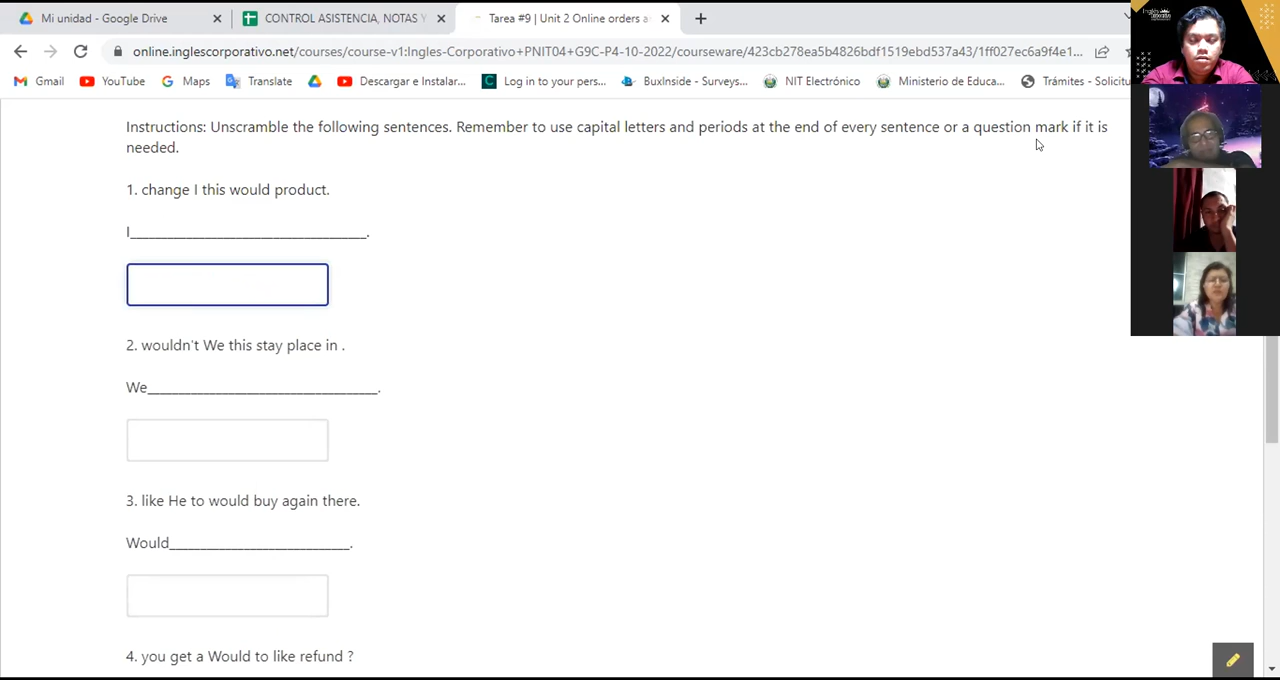 Mi unidad - Google Drive
CONTROL ASISTENCIA, NOTAS Y
Tarea #9 | Unit 2 Online orders a
online.inglescorporativo.net/courses/course-v1:Ingles-Corporativo+PNIT04+G9C-P4-10-2022/courseware/423cb278ea5b4826bdf1519ebd537a43/1ff027ec6a9f4e1...
Gmail YouTube Maps Translate Descargar e Instalar... Log in to your pers... BuxInside - Surveys... NIT Electrónico Ministerio de Educa... Trámites - Solicitu
Instructions: Unscramble the following sentences. Remember to use capital letters and periods at the end of every sentence or a question mark if it is
needed.
1. change I this would product.
I__________________________________.
2. wouldn't We this stay place in .
We_________________________________.
3. like He to would buy again there.
Would__________________________.
4. you get a Would to like refund ?